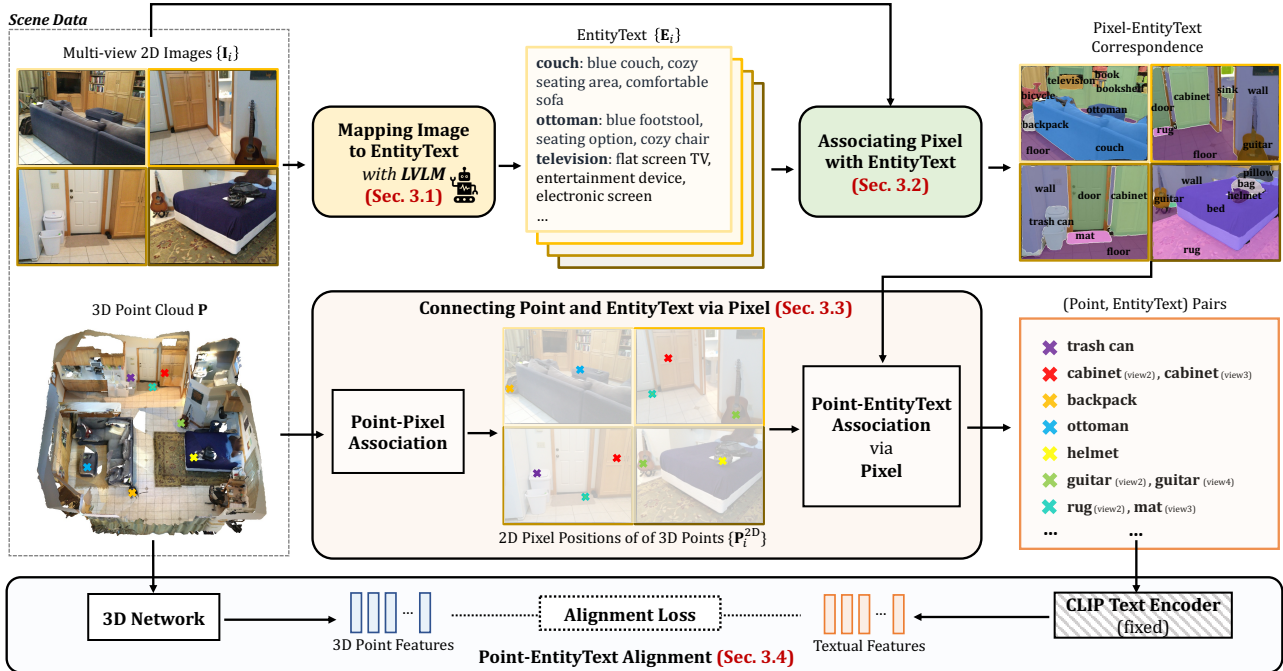 Scene Data
Multi-view 2D Images {I_i}
Mapping Image
to EntityText
with LVLM
(Sec. 3.1)
EntityText {E_i}
couch: blue couch, cozy
seating area, comfortable
sofa
ottoman: blue footstool,
seating option, cozy chair
television: flat screen TV,
entertainment device,
electronic screen
...
Associating Pixel
with EntityText
(Sec. 3.2)
Pixel-EntityText
Correspondence
book
television
bookshelf
bicycle
ottoman
backpack
couch
floor
cabinet
sink
wall
door
rug
guitar
floor
wall
door
cabinet
trash can
mat
floor
wall
pillow
bag
guitar
helmet
bed
rug
3D Point Cloud P
Connecting Point and EntityText via Pixel (Sec. 3.3)
Point-Pixel
Association
2D Pixel Positions of of 3D Points {P_i^2D}
Point-EntityText
Association
via
Pixel
(Point, EntityText) Pairs
trash can
cabinet (view2), cabinet (view3)
backpack
ottoman
helmet
guitar (view2), guitar (view4)
rug (view2), mat (view3)
... ...
3D Network
...
3D Point Features
Alignment Loss
...
Textual Features
CLIP Text Encoder
(fixed)
Point-EntityText Alignment (Sec. 3.4)